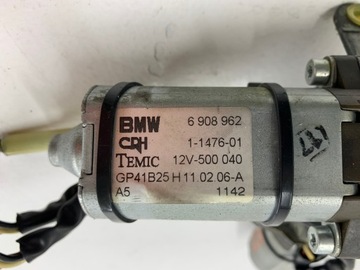 BMW 6 908 962
CRH 1-1476-01
TEMIC 12V-500 040
GP41B25 H 11.02.06-A
A5 1142